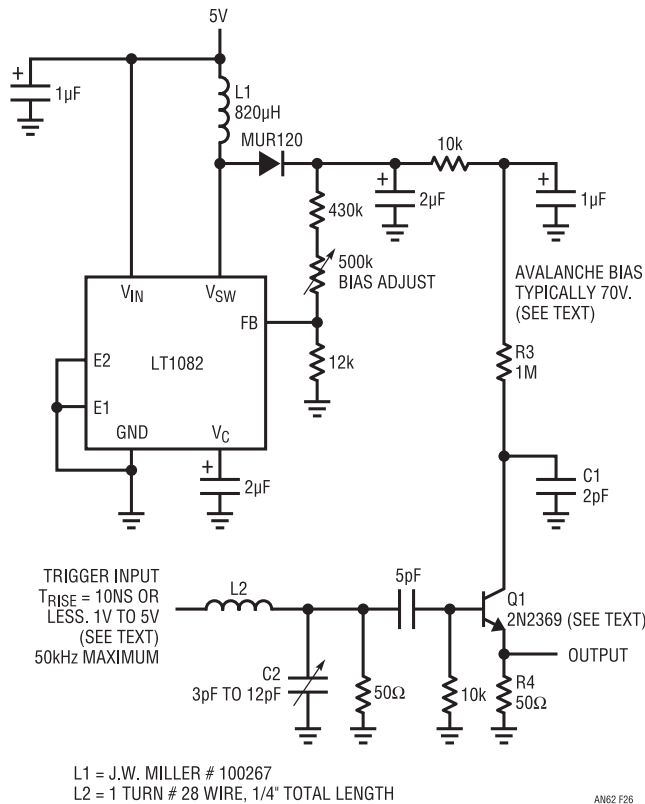 5V
+
1µF
L1
820µH
MUR120
10k
+
2µF
+
1µF
430k
500k
BIAS ADJUST
AVALANCHE BIAS
TYPICALLY 70V.
(SEE TEXT)
VIN
VSW
FB
LT1082
E2
E1
GND
VC
12k
R3
1M
+
2µF
C1
2pF
TRIGGER INPUT
TRISE = 10NS OR
LESS. 1V TO 5V
(SEE TEXT)
50kHz MAXIMUM
L2
5pF
Q1
2N2369 (SEE TEXT)
OUTPUT
C2
3pF TO 12pF
50Ω
10k
R4
50Ω
L1 = J.W. MILLER # 100267
L2 = 1 TURN # 28 WIRE, 1/4" TOTAL LENGTH
AN62 F26